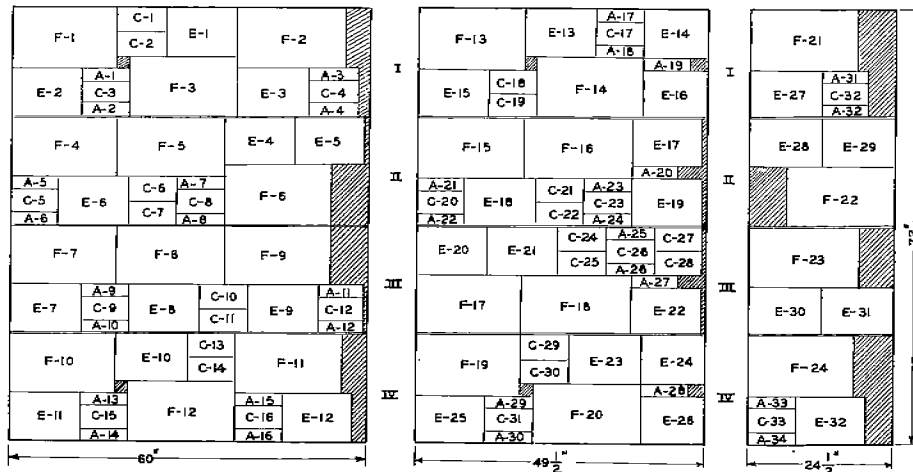 F-1 C-1 E-1 F-2
C-2
E-2 A-1 F-3 E-3 A-3
C-3 C-4
A-2 A-4
F-4 F-5 E-4 E-5
A-5 E-6 C-6 A-7 F-6
C-5 C-7 C-8
A-6 A-8
F-7 F-8 F-9
E-7 A-9 E-8 C-10 E-9 A-11
C-9 C-11 C-12
A-10 A-12
F-10 E-10 C-13 F-11
C-14
E-11 A-13 F-12 A-15 E-12
C-15 C-16
A-14 A-16
60"
I
II
III
IV
F-13 E-13 A-17 E-14
C-17
A-18
A-19
E-15 C-18 F-14 E-16
C-19
F-15 F-16 E-17
A-20
A-21 E-18 C-21 A-23 E-19
C-20 C-22 C-23
A-22 A-24
E-20 E-21 C-24 A-25 C-27
C-25 C-26 C-28
A-26
A-27
F-17 F-18 E-22
F-19 C-29 E-23 E-24
C-30
A-28
E-25 A-29 F-20 E-26
C-31
A-30
49 1/2"
I
II
III
IV
F-21
E-27 A-31
C-32
A-32
E-28 E-29
F-22
F-23
E-30 E-31
F-24
A-33 E-32
C-33
A-34
24 1/2"
72"